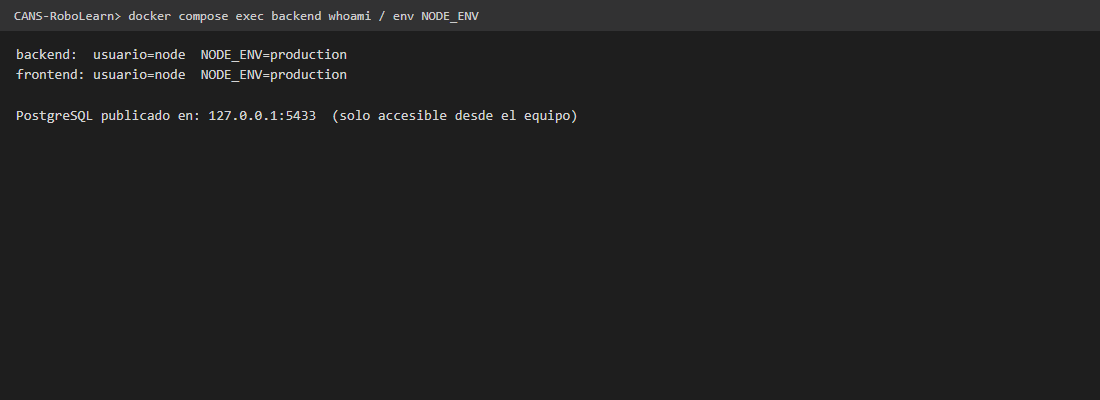 CANS-RoboLearn> docker compose exec backend whoami / env NODE_ENV
backend:  usuario=node  NODE_ENV=production
frontend: usuario=node  NODE_ENV=production
PostgreSQL publicado en: 127.0.0.1:5433  (solo accesible desde el equipo)